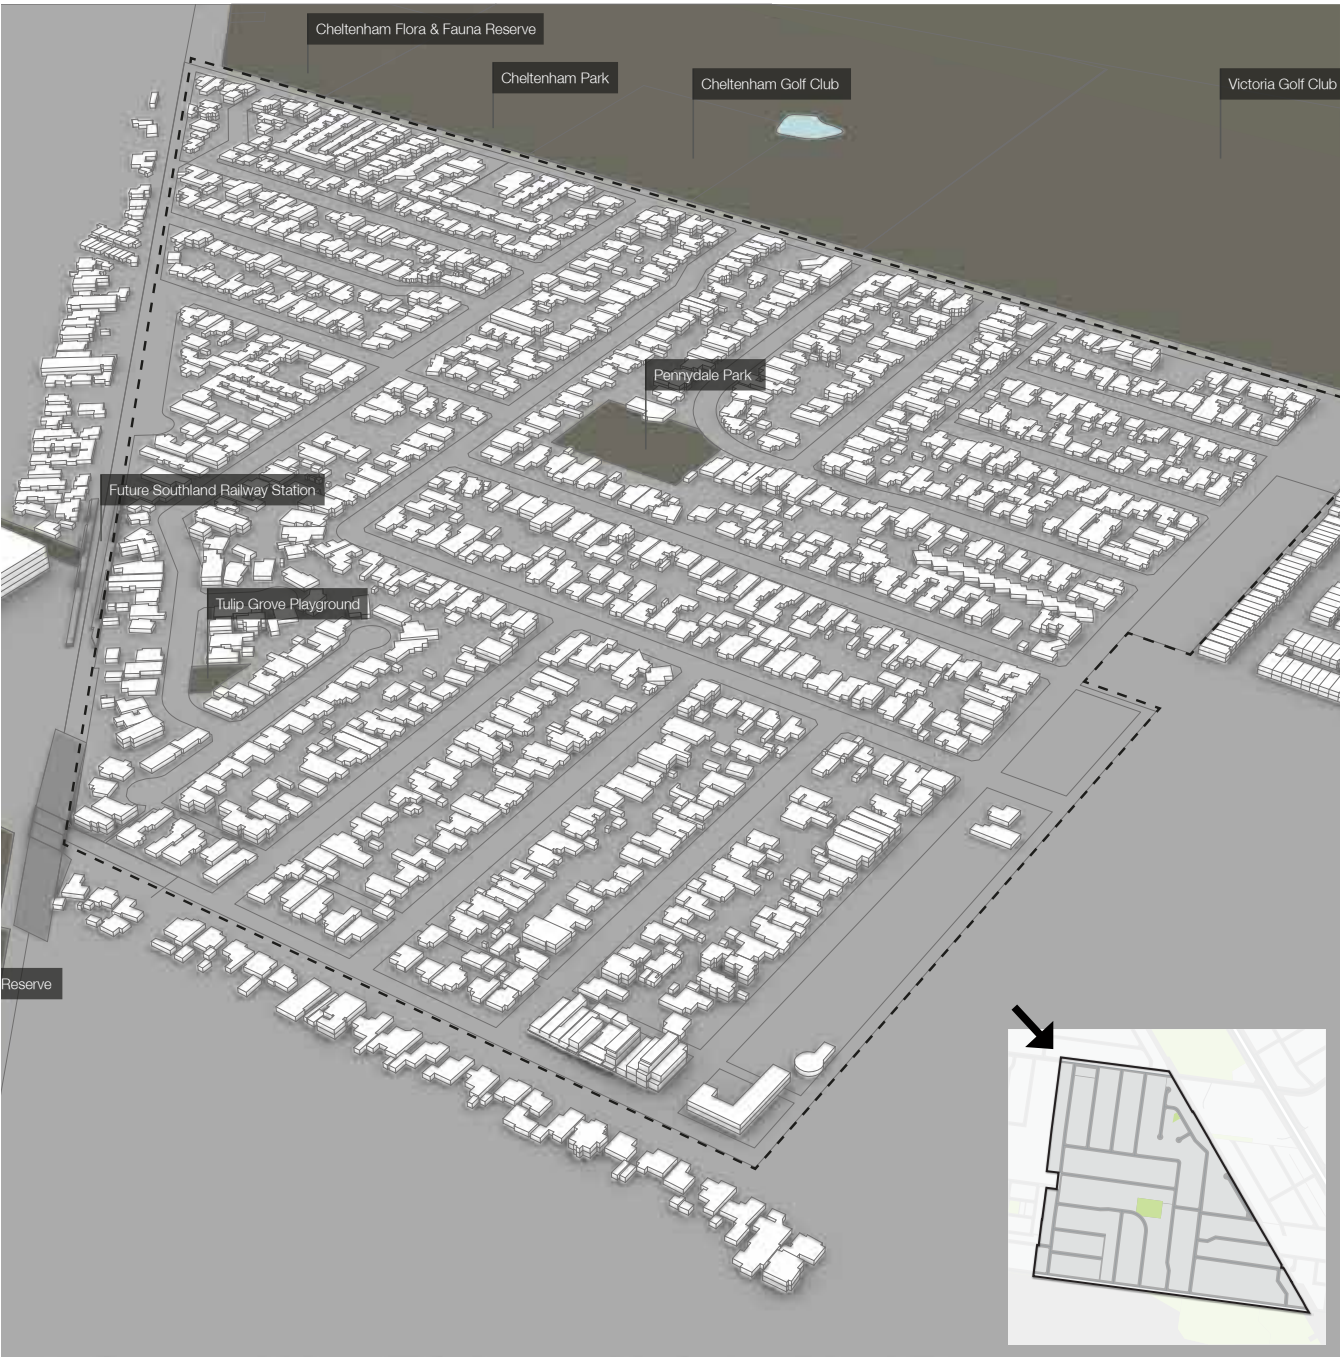 Cheltenham Flora & Fauna Reserve
Cheltenham Park
Cheltenham Golf Club
Victoria Golf Club
Pennydale Park
Future Southland Railway Station
Tulip Grove Playground
Reserve